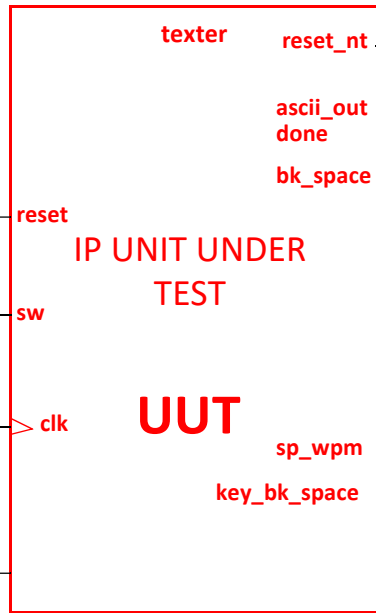 texter
reset_nt
ascii_out
done
bk_space
reset
IP UNIT UNDER
TEST
sw
UUT
clk
sp_wpm
key_bk_space